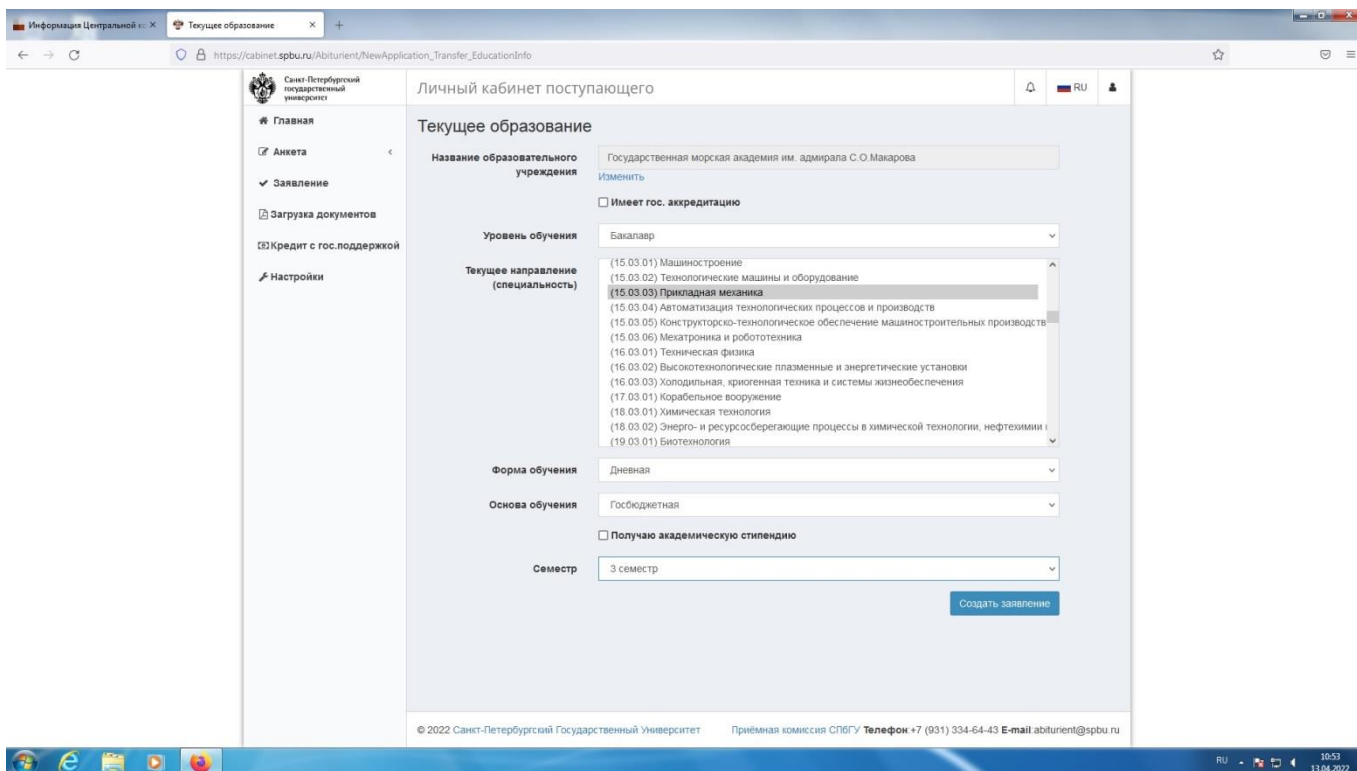 Информация Центральной
Текущее образование
https://cabinet.spbu.ru/Abiturient/NewApplication_Transfer_EducationInfo
Санкт-Петербургский
государственный
университет
Личный кабинет поступающего
RU
Главная
Анкета
Заявление
Загрузка документов
Кредит с гос.поддержкой
Настройки
Текущее образование
Название образовательного
учреждения
Государственная морская академия им. адмирала С.О.Макарова
Изменить
Имеет гос. аккредитацию
Уровень обучения
Бакалавр
Текущее направление
(специальность)
(15.03.01) Машиностроение
(15.03.02) Технологические машины и оборудование
(15.03.03) Прикладная механика
(15.03.04) Автоматизация технологических процессов и производств
(15.03.05) Конструкторско-технологическое обеспечение машиностроительных производств
(15.03.06) Мехатроника и робототехника
(16.03.01) Техническая физика
(16.03.02) Высокотехнологические плазменные и энергетические установки
(16.03.03) Холодильная, криогенная техника и системы жизнеобеспечения
(17.03.01) Корабельное вооружение
(18.03.01) Химическая технология
(18.03.02) Энерго- и ресурсосберегающие процессы в химической технологии, нефтехимии
(19.03.01) Биотехнология
Форма обучения
Дневная
Основа обучения
Госбюджетная
Получаю академическую стипендию
Семестр
3 семестр
Создать заявление
© 2022 Санкт-Петербургский Государственный Университет
Приёмная комиссия СПбГУ Телефон:+7 (931) 334-64-43 E-mail:abiturient@spbu.ru
RU
10:53
13.04.2022